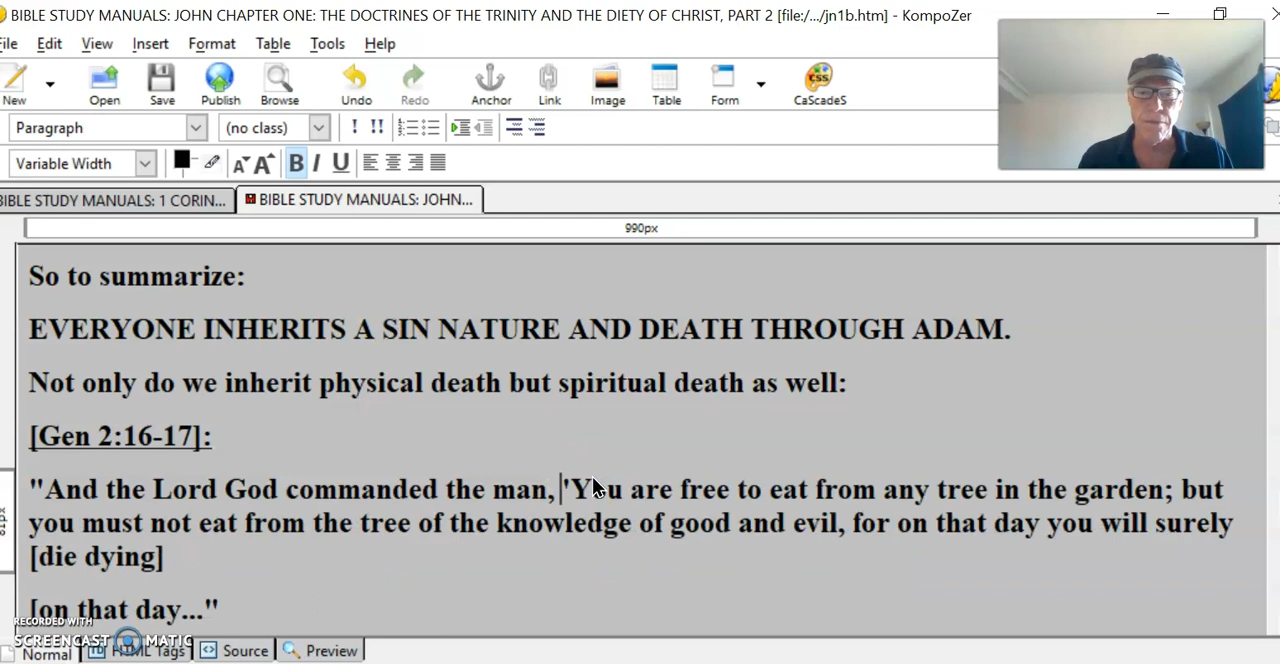 BIBLE STUDY MANUALS: JOHN CHAPTER ONE: THE DOCTRINES OF THE TRINITY AND THE DIETY OF CHRIST, PART 2 [file:/.../jn1b.htm] - KompoZer
File Edit View Insert Format Table Tools Help
New Open Save Publish Browse Undo Redo Anchor Link Image Table Form CaScadeS
Paragraph (no class) ! !!
Variable Width A A B I U
BIBLE STUDY MANUALS: 1 CORIN... BIBLE STUDY MANUALS: JOHN...
990px
So to summarize:
EVERYONE INHERITS A SIN NATURE AND DEATH THROUGH ADAM.
Not only do we inherit physical death but spiritual death as well:
[Gen 2:16-17]:
"And the Lord God commanded the man, 'You are free to eat from any tree in the garden; but
you must not eat from the tree of the knowledge of good and evil, for on that day you will surely
[die dying]
[on that day..."
RECORDED WITH
SCREENCAST MATIC
Normal HTML Tags Source Preview